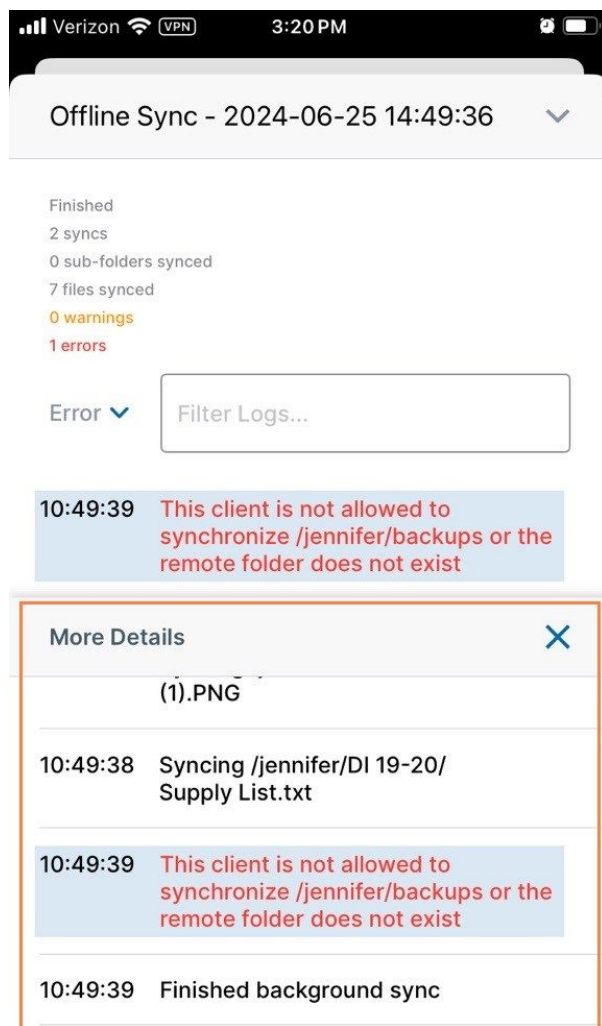 Verizon VPN 3:20 PM
Offline Sync - 2024-06-25 14:49:36
Finished
2 syncs
0 sub-folders synced
7 files synced
0 warnings
1 errors
Error
Filter Logs...
10:49:39 This client is not allowed to
synchronize /jennifer/backups or the
remote folder does not exist
More Details
(1).PNG
10:49:38 Syncing /jennifer/DI 19-20/
Supply List.txt
10:49:39 This client is not allowed to
synchronize /jennifer/backups or the
remote folder does not exist
10:49:39 Finished background sync